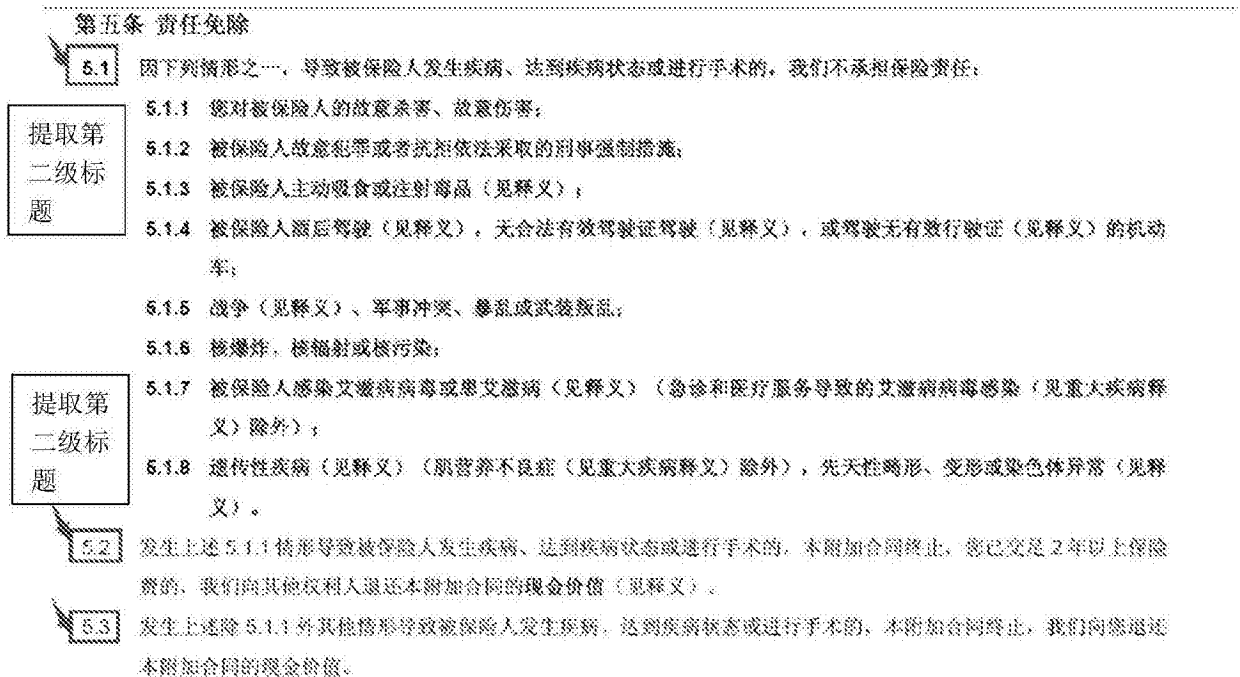 第五条 责任免除
5.1 因下列情形之一，导致被保险人发生疾病、达到疾病状态或进行手术的，我们不承担保险责任：
5.1.1 您对被保险人的故意杀害、故意伤害；
提取第
二级标
题
5.1.2 被保险人故意犯罪或者抗拒依法采取的刑事强制措施；
5.1.3 被保险人主动吸食或注射毒品（见释义）；
5.1.4 被保险人酒后驾驶（见释义），无合法有效驾驶证驾驶（见释义），或驾驶无有效行驶证（见释义）的机动
车；
5.1.5 战争（见释义）、军事冲突、暴乱或武装叛乱；
5.1.6 核爆炸、核辐射或核污染；
5.1.7 被保险人感染艾滋病病毒或患艾滋病（见释义）（急诊和医疗服务导致的艾滋病病毒感染（见重大疾病释
义）除外）；
提取第
二级标
题
5.1.8 遗传性疾病（见释义）（肌营养不良症（见重大疾病释义）除外），先天性畸形、变形或染色体异常（见释
义）。
5.2 发生上述 5.1.1 情形导致被保险人发生疾病、达到疾病状态或进行手术的，本附加合同终止，您已交足 2 年以上保险
费的，我们向其他权利人退还本附加合同的现金价值（见释义）。
5.3 发生上述除 5.1.1 外其他情形导致被保险人发生疾病、达到疾病状态或进行手术的，本附加合同终止，我们向您退还
本附加合同的现金价值。